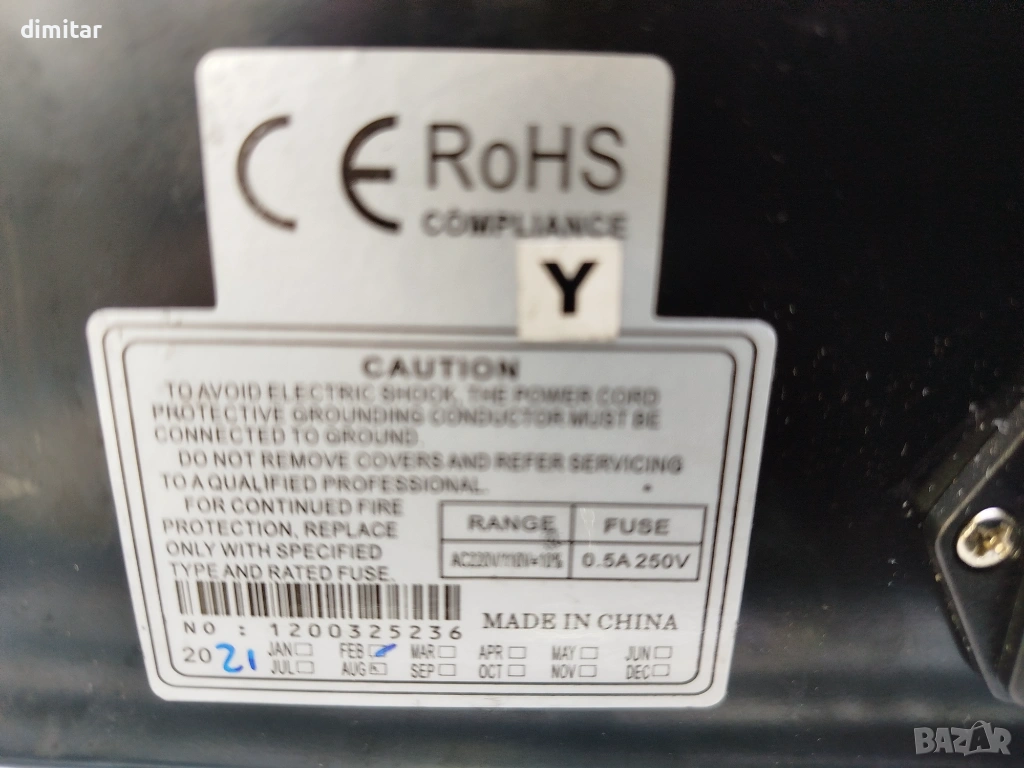 dimitar
CE RoHS
COMPLIANCE
Y
CAUTION
TO AVOID ELECTRIC SHOCK, THE POWER CORD
PROTECTIVE GROUNDING CONDUCTOR MUST BE
CONNECTED TO GROUND.
DO NOT REMOVE COVERS AND REFER SERVICING
TO A QUALIFIED PROFESSIONAL.
FOR CONTINUED FIRE
PROTECTION, REPLACE
ONLY WITH SPECIFIED
TYPE AND RATED FUSE.
RANGE FUSE
AC220V/110V±10% 0.5A 250V
NO : 1200325236
MADE IN CHINA
2021 JAN FEB MAR APR MAY JUN
JUL AUG SEP OCT NOV DEC
BAZAR